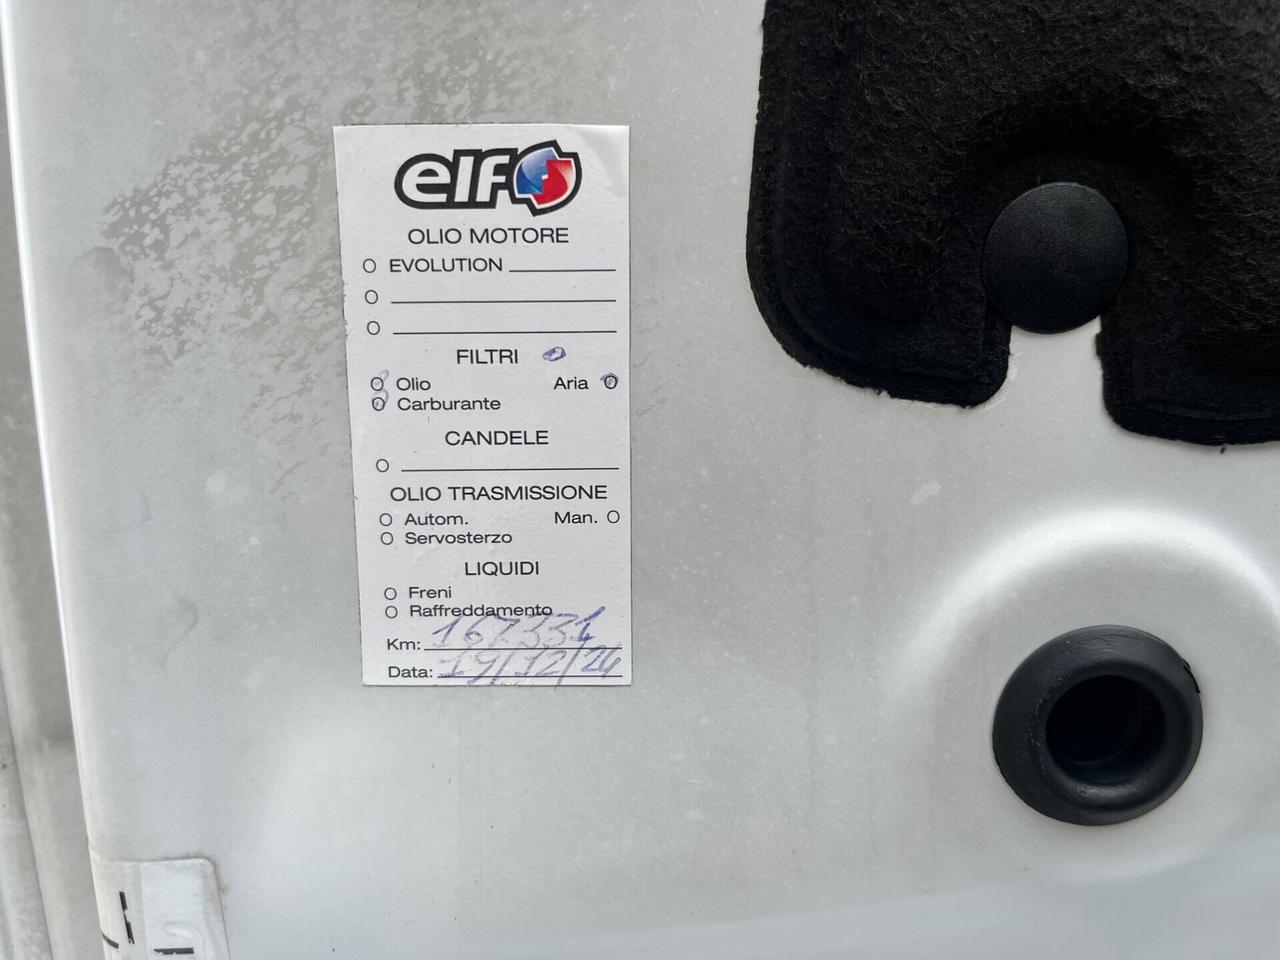 elf
OLIO MOTORE
EVOLUTION
FILTRI
Olio Aria
Carburante
CANDELE
OLIO TRASMISSIONE
Autom. Man.
Servosterzo
LIQUIDI
Freni
Raffreddamento
Km: 167331
Data: 19/12/24